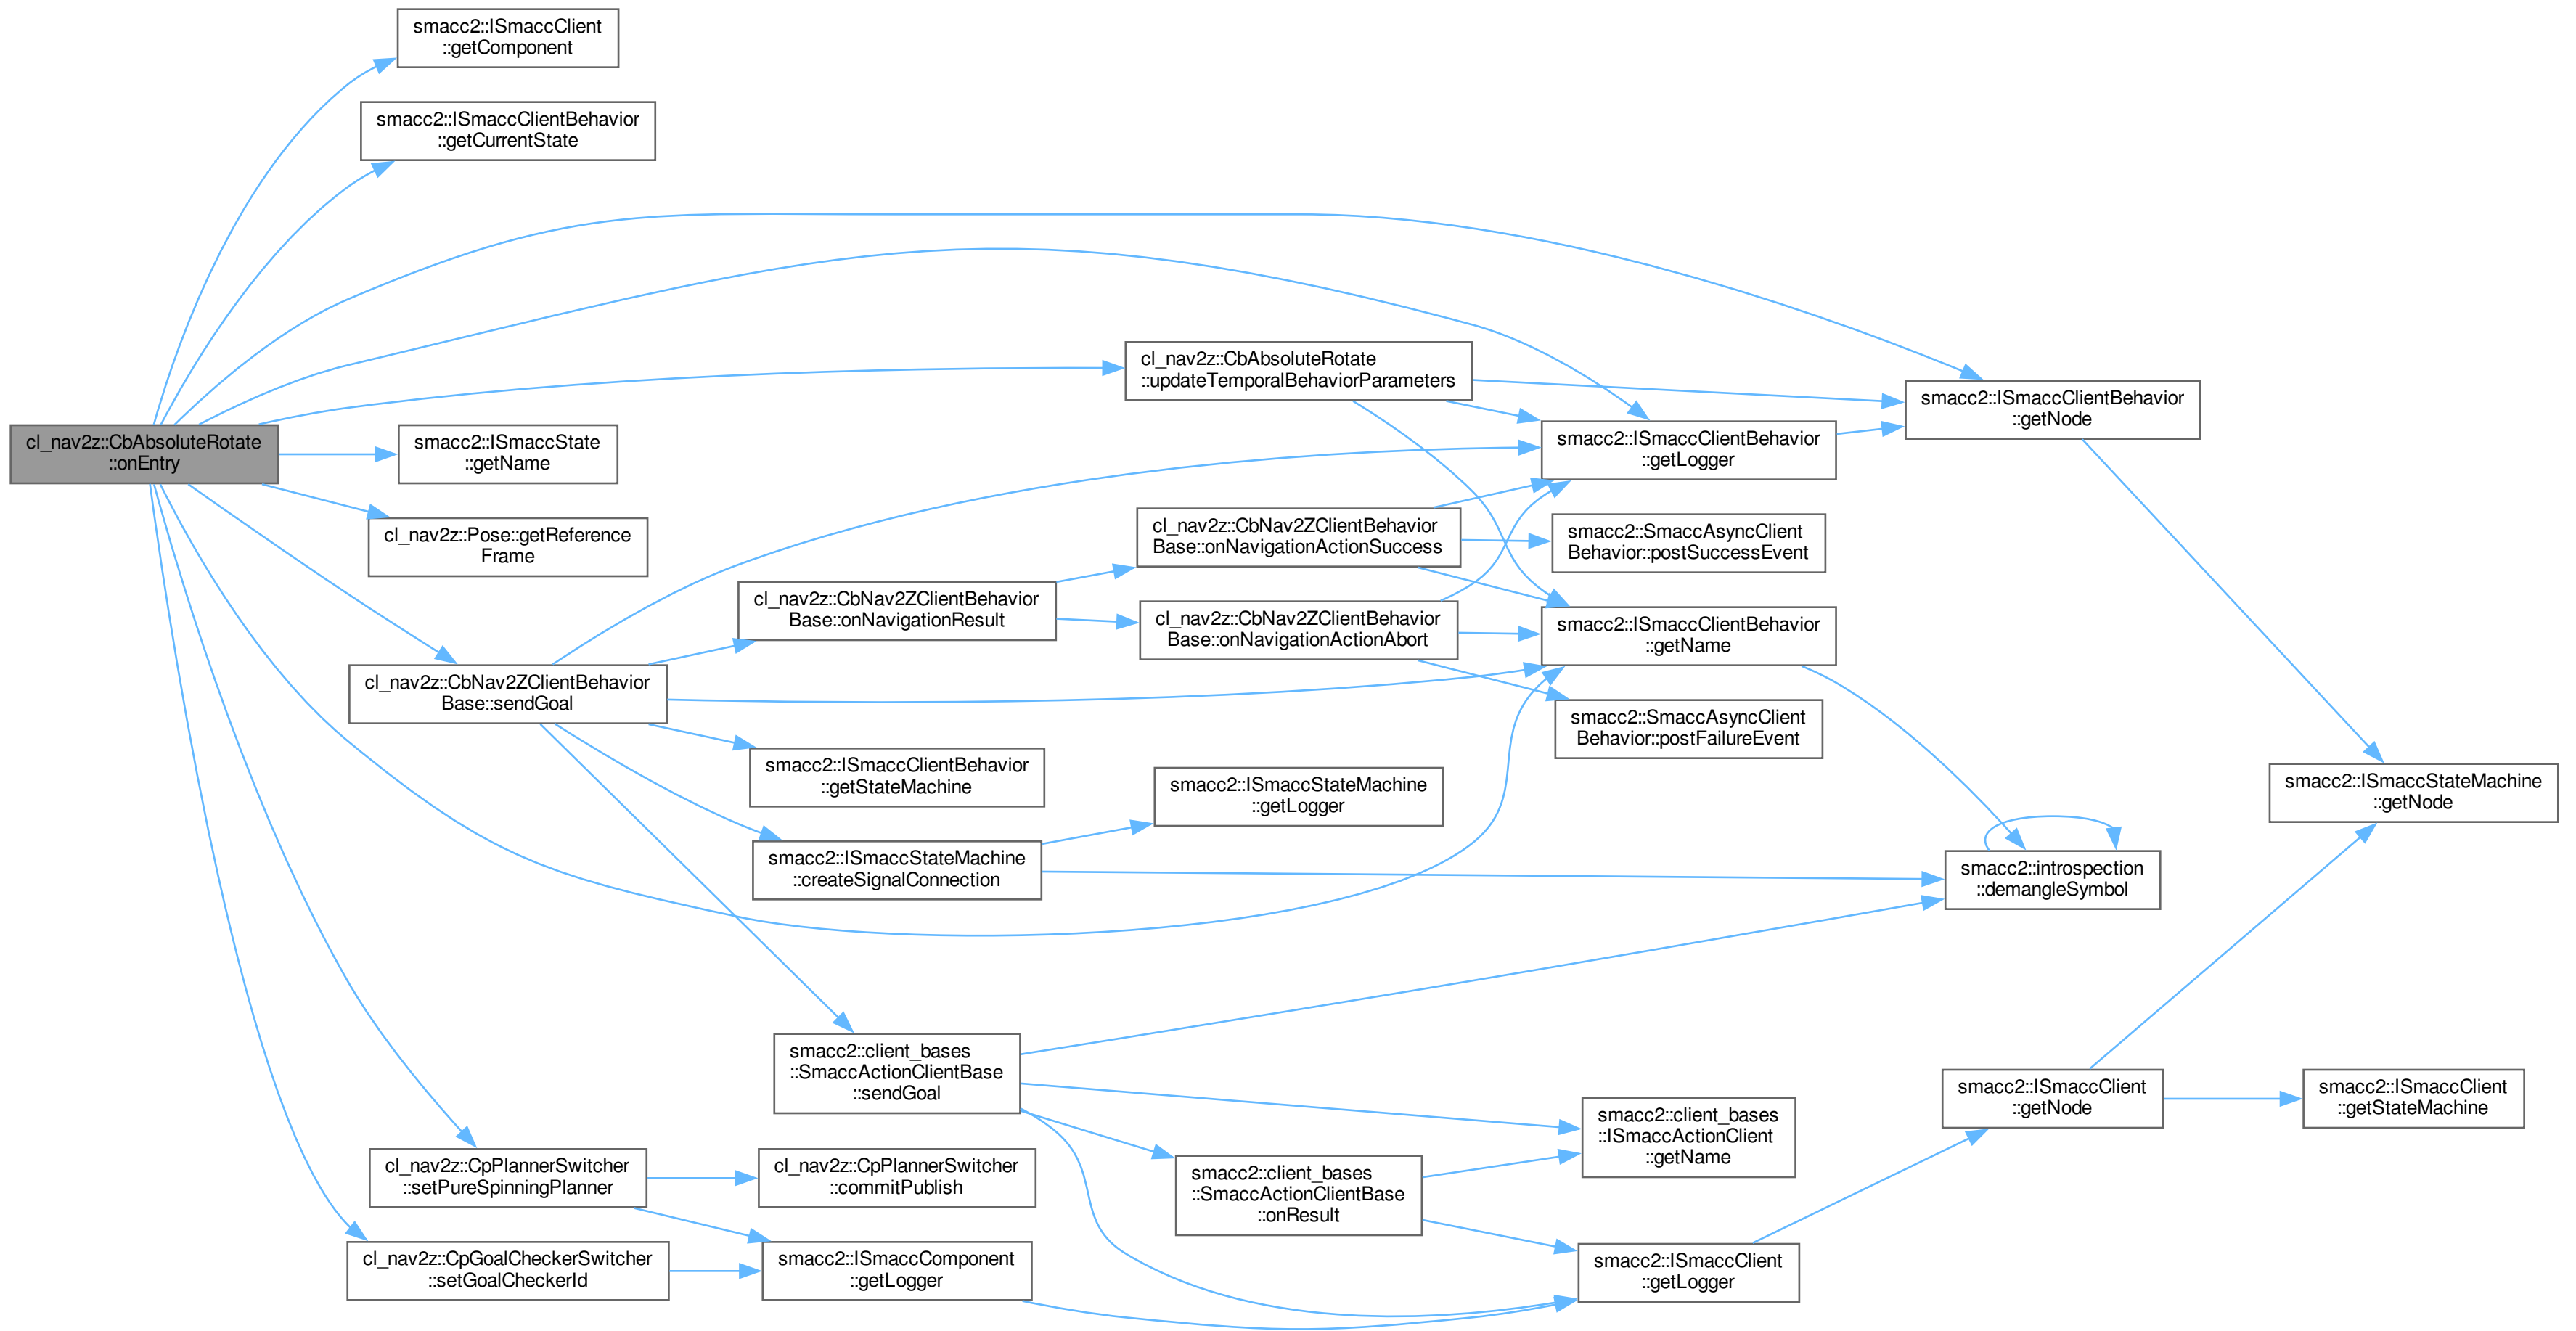 smacc2::ISmaccClient
::getComponent
smacc2::ISmaccClientBehavior
::getCurrentState
cl_nav2z::CbAbsoluteRotate
::updateTemporalBehaviorParameters
smacc2::ISmaccClientBehavior
::getNode
cl_nav2z::CbAbsoluteRotate
::onEntry
smacc2::ISmaccState
::getName
smacc2::ISmaccClientBehavior
::getLogger
cl_nav2z::Pose::getReference
Frame
cl_nav2z::CbNav2ZClientBehavior
Base::onNavigationActionSuccess
smacc2::SmaccAsyncClient
Behavior::postSuccessEvent
cl_nav2z::CbNav2ZClientBehavior
Base::onNavigationResult
cl_nav2z::CbNav2ZClientBehavior
Base::onNavigationActionAbort
smacc2::ISmaccClientBehavior
::getName
cl_nav2z::CbNav2ZClientBehavior
Base::sendGoal
smacc2::SmaccAsyncClient
Behavior::postFailureEvent
smacc2::ISmaccClientBehavior
::getStateMachine
smacc2::ISmaccStateMachine
::getLogger
smacc2::ISmaccStateMachine
::getNode
smacc2::ISmaccStateMachine
::createSignalConnection
smacc2::introspection
::demangleSymbol
smacc2::client_bases
::SmaccActionClientBase
::sendGoal
smacc2::ISmaccClient
::getNode
smacc2::ISmaccClient
::getStateMachine
smacc2::client_bases
::ISmaccActionClient
::getName
cl_nav2z::CpPlannerSwitcher
::setPureSpinningPlanner
cl_nav2z::CpPlannerSwitcher
::commitPublish
smacc2::client_bases
::SmaccActionClientBase
::onResult
cl_nav2z::CpGoalCheckerSwitcher
::setGoalCheckerId
smacc2::ISmaccComponent
::getLogger
smacc2::ISmaccClient
::getLogger